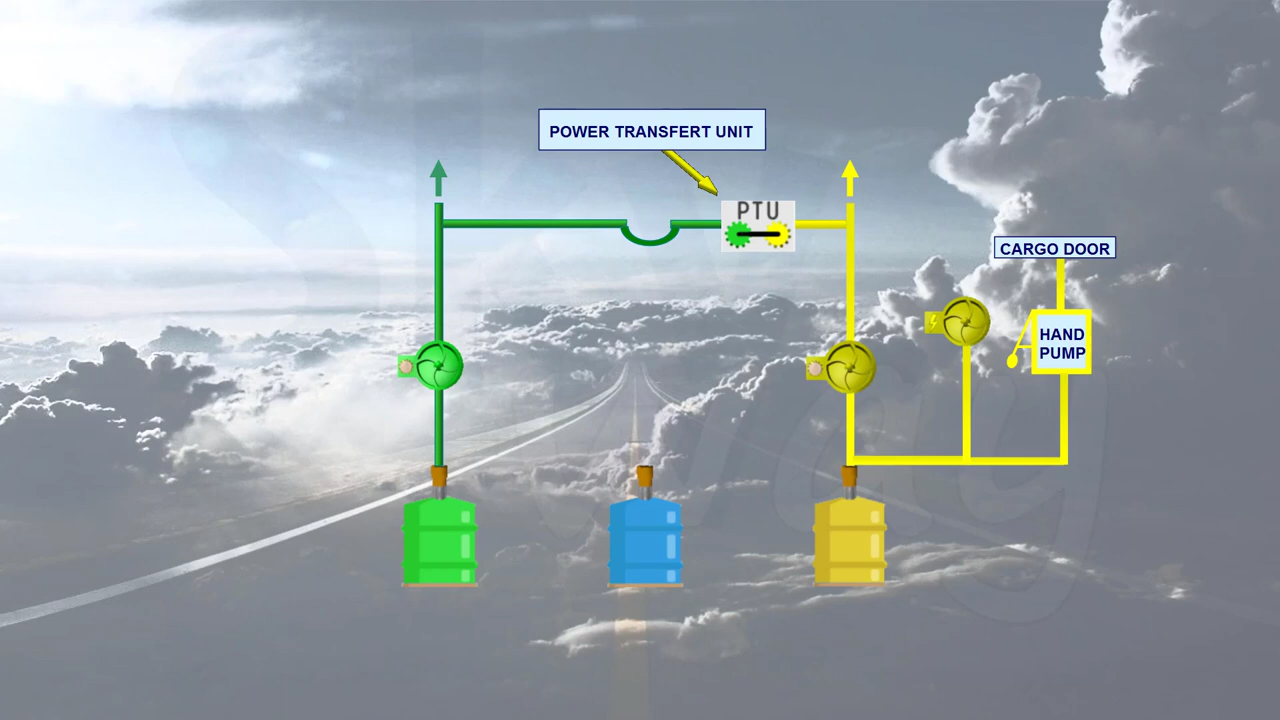 POWER TRANSFERT UNIT
PTU
CARGO DOOR
HAND
PUMP